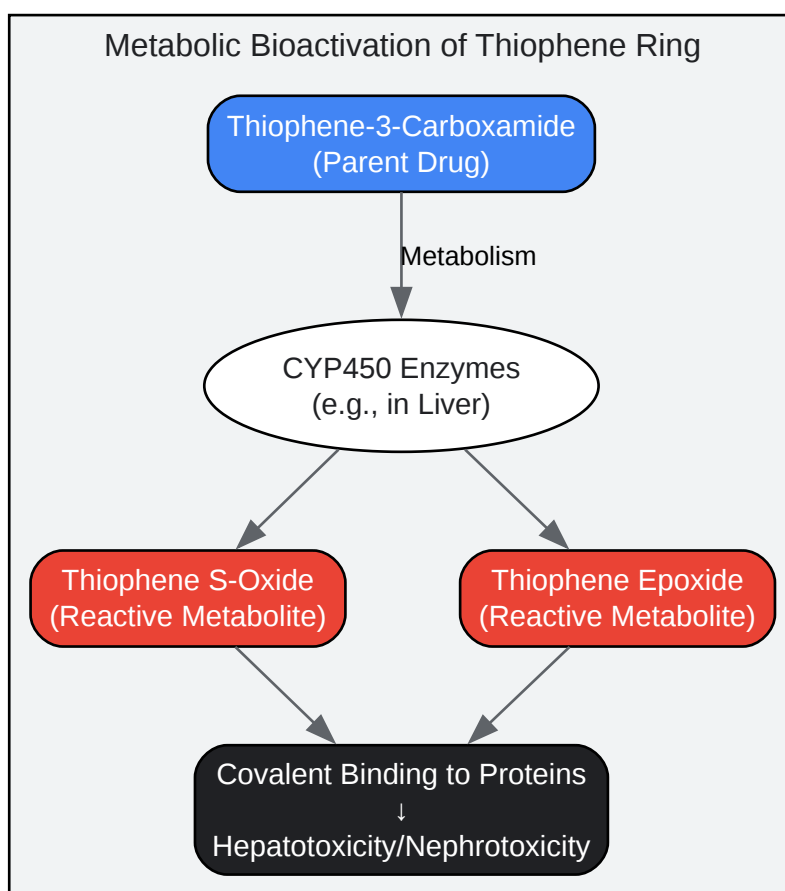 Metabolic Bioactivation of Thiophene Ring
Thiophene-3-Carboxamide
(Parent Drug)
Metabolism
CYP450 Enzymes
(e.g., in Liver)
Thiophene S-Oxide
(Reactive Metabolite)
Thiophene Epoxide
(Reactive Metabolite)
Covalent Binding to Proteins
↓
Hepatotoxicity/Nephrotoxicity